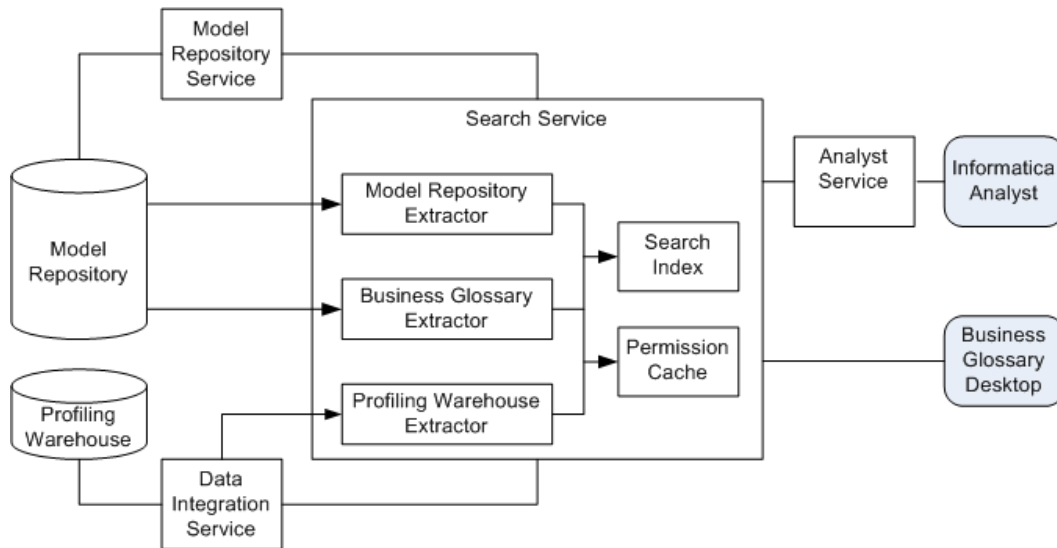 Model
Repository
Service
Search Service
Model Repository
Extractor
Analyst
Service
Informatica
Analyst
Model
Repository
Search
Index
Business Glossary
Extractor
Permission
Cache
Business
Glossary
Desktop
Profiling
Warehouse
Profiling Warehouse
Extractor
Data
Integration
Service